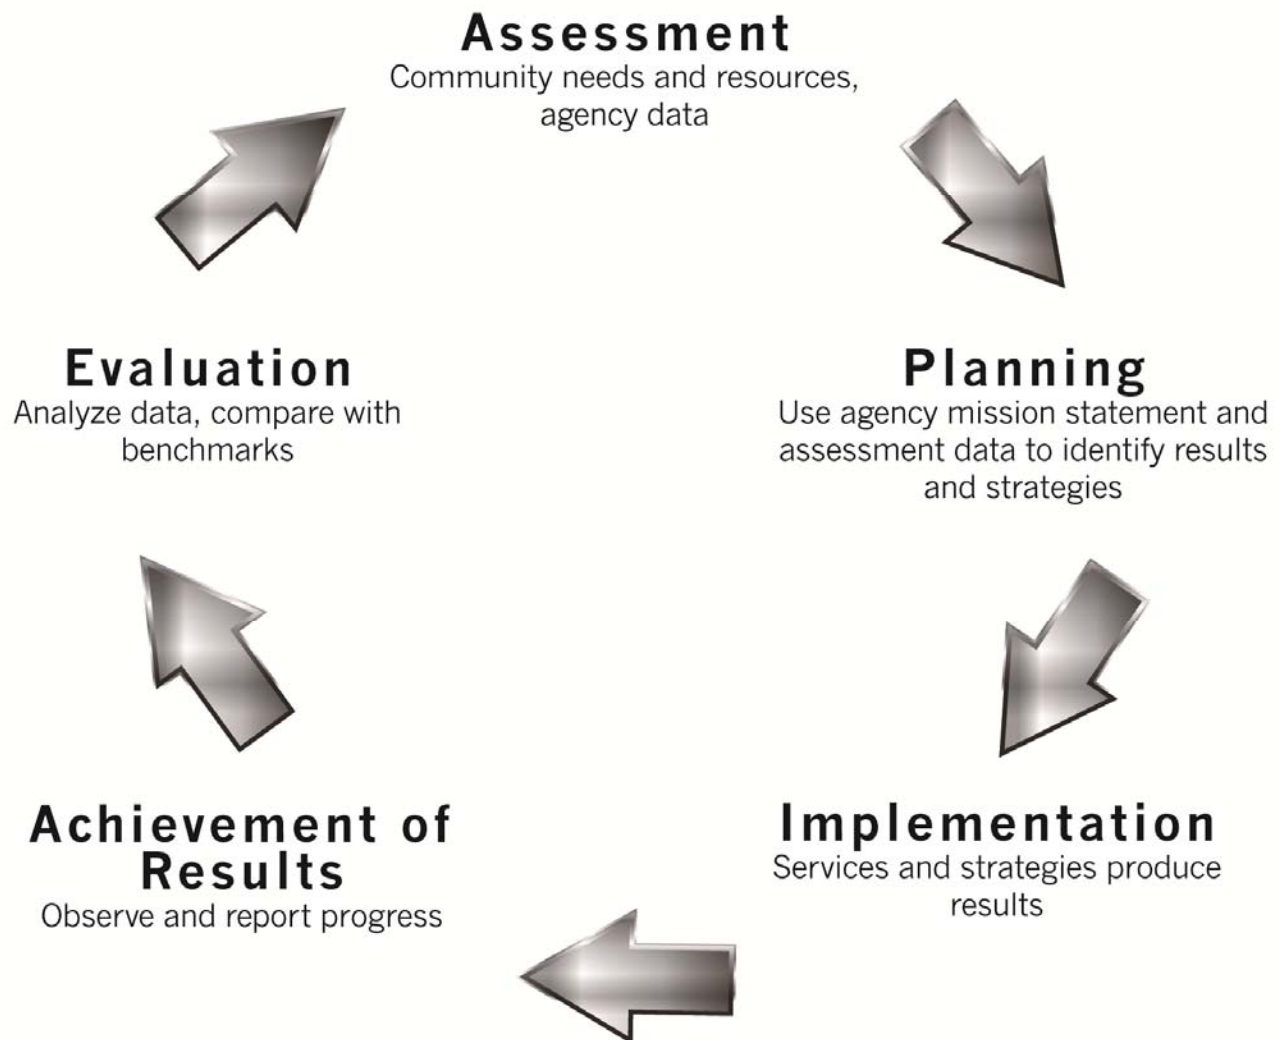 Assessment
Community needs and resources,
agency data
Evaluation
Analyze data, compare with
benchmarks
Planning
Use agency mission statement and
assessment data to identify results
and strategies
Achievement of
Results
Observe and report progress
Implementation
Services and strategies produce
results